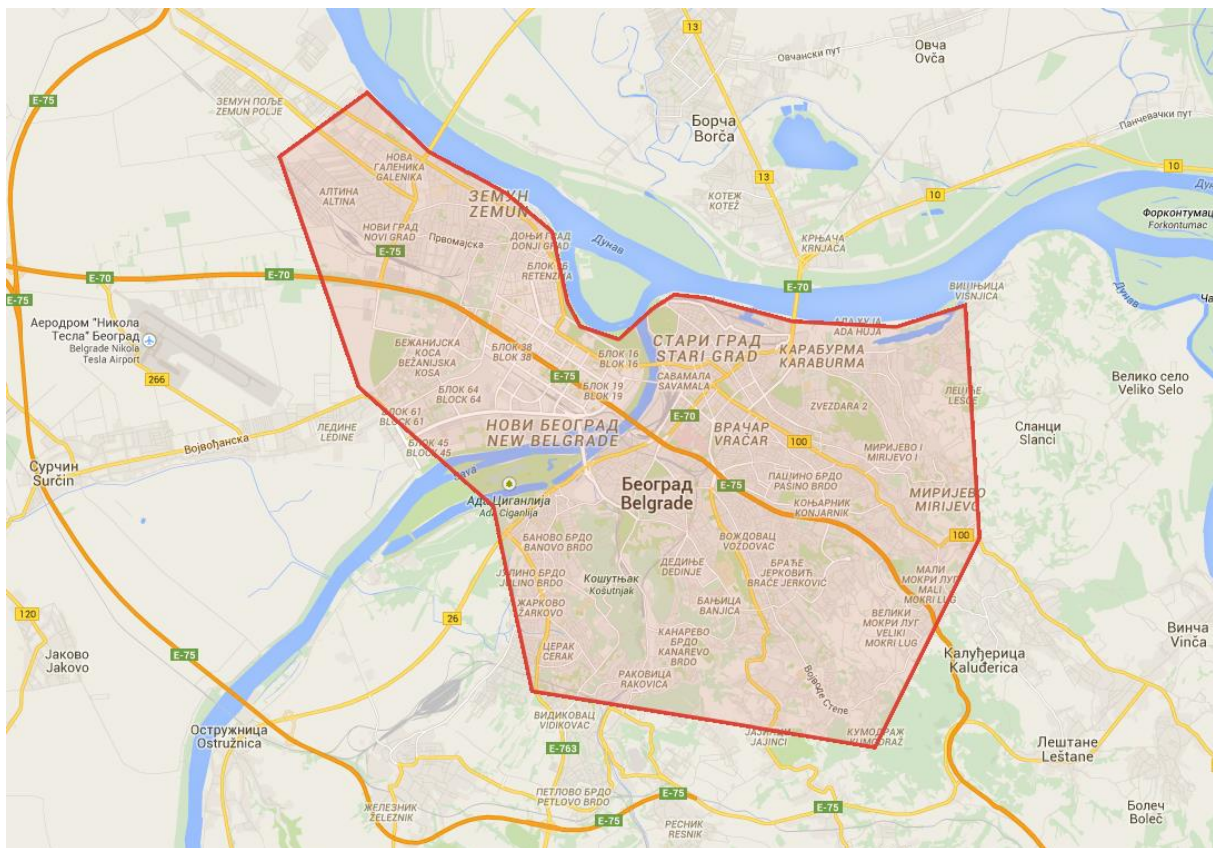 13
Овча
Ovča
Овчански пут
E-75
ЗЕМУН ПОЉЕ
ZEMUN POLJE
Борча
Borča
Панчевачки пут
НОВА
ГАЛЕНИКА
GALENIKA
10
13
10
АЛТИНА
ALTINA
ЗЕМУН
ZEMUN
КОТЕЖ
KOTEŽ
Форконтумац
Forkontumac
НОВИ ГРАД
NOVI GRAD
Првомајска
E-75
ДОЊИ ГРАД
DONJI GRAD
Дунав
КРЊАЧА
KRNJAČA
E-70
E-70
RETENZIJA
E-70
E-75
ВИШЊИЦА
VIŠNJICA
Дунав
Аеродром "Никола
Тесла" Београд
Belgrade Nikola
Tesla Airport
266
БЕЖАНИЈСКА
КОСА
BEŽANIJSKA
KOSA
БЛОК 38
BLOK 38
БЛОК 16
BLOK 16
СТАРИ ГРАД
STARI GRAD
АДА ХУЈА
ADA HUJA
КАРАБУРМА
KARABURMA
E-75
САВАМАЛА
SAVAMALA
БЛОК 64
BLOCK 64
БЛОК 19
BLOK 19
Велико село
Veliko Selo
ЛЕШЋЕ
LEŠĆE
БЛОК 61
BLOCK 61
ZVEZDARA 2
E-70
ЛЕДИНЕ
LEDINE
Војвођанска
НОВИ БЕОГРАД
NEW BELGRADE
ВРАЧАР
VRAČAR
100
Сланци
Slanci
БЛОК 45
BLOCK 45
МИРИЈЕВО I
MIRIJEVO I
Сурчин
Surčin
Sava
ПАШИНО БРДО
PAŠINO BRDO
Београд
Belgrade
E-75
Ада Циганлија
Ada Ciganlija
МИРИЈЕВО
MIRIJEVO
КОЊАРНИК
KONJARNIK
БАНОВО БРДО
BANOVO BRDO
ВОЖДОВАЦ
VOŽDOVAC
100
ДЕДИЊЕ
DEDINJE
БРАЋЕ
ЈЕРКОВИЋ
BRAĆE JERKOVIĆ
ЈУЛИНО БРДО
JULINO BRDO
Кошутњак
Košutnjak
МАЛИ
МОКРИ ЛУГ
MALI
MOKRI LUG
120
26
ЖАРКОВО
ŽARKOVO
БАЊИЦА
BANJICA
ВЕЛИКИ
МОКРИ ЛУГ
VELIKI
MOKRI LUG
Винча
Vinča
КАНАРЕВО
БРДО
KANAREVO
BRDO
ЦЕРАК
CERAK
Јаково
Jakovo
E-75
Калуђерица
Kaluđerica
РАКОВИЦА
RAKOVICA
Војводе Степе
Остружница
Ostružnica
ВИДИКОВАЦ
VIDIKOVAC
ЈАЈИНЦИ
JAJINCI
КУМОДРАЖ
KUMODRAŽ
Лештане
Leštane
E-763
ПЕТЛОВО БРДО
PETLOVO BRDO
E-75
E-75
ЖЕЛЕЗНИК
ŽELEZNIK
РЕСНИК
RESNIK
Болеч
Boleč